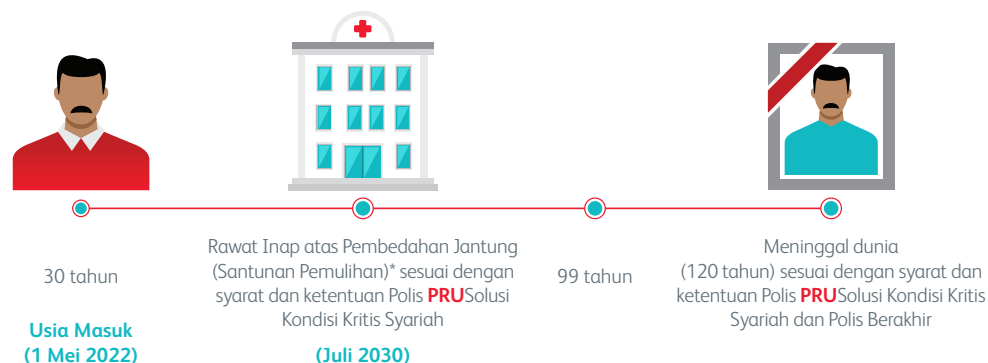 30 tahun
Usia Masuk
(1 Mei 2022)
Rawat Inap atas Pembedahan Jantung
(Santunan Pemulihan)* sesuai dengan
syarat dan ketentuan Polis PRUSolusi
Kondisi Kritis Syariah
(Juli 2030)
99 tahun
Meninggal dunia
(120 tahun) sesuai dengan syarat dan
ketentuan Polis PRUSolusi Kondisi Kritis
Syariah dan Polis Berakhir